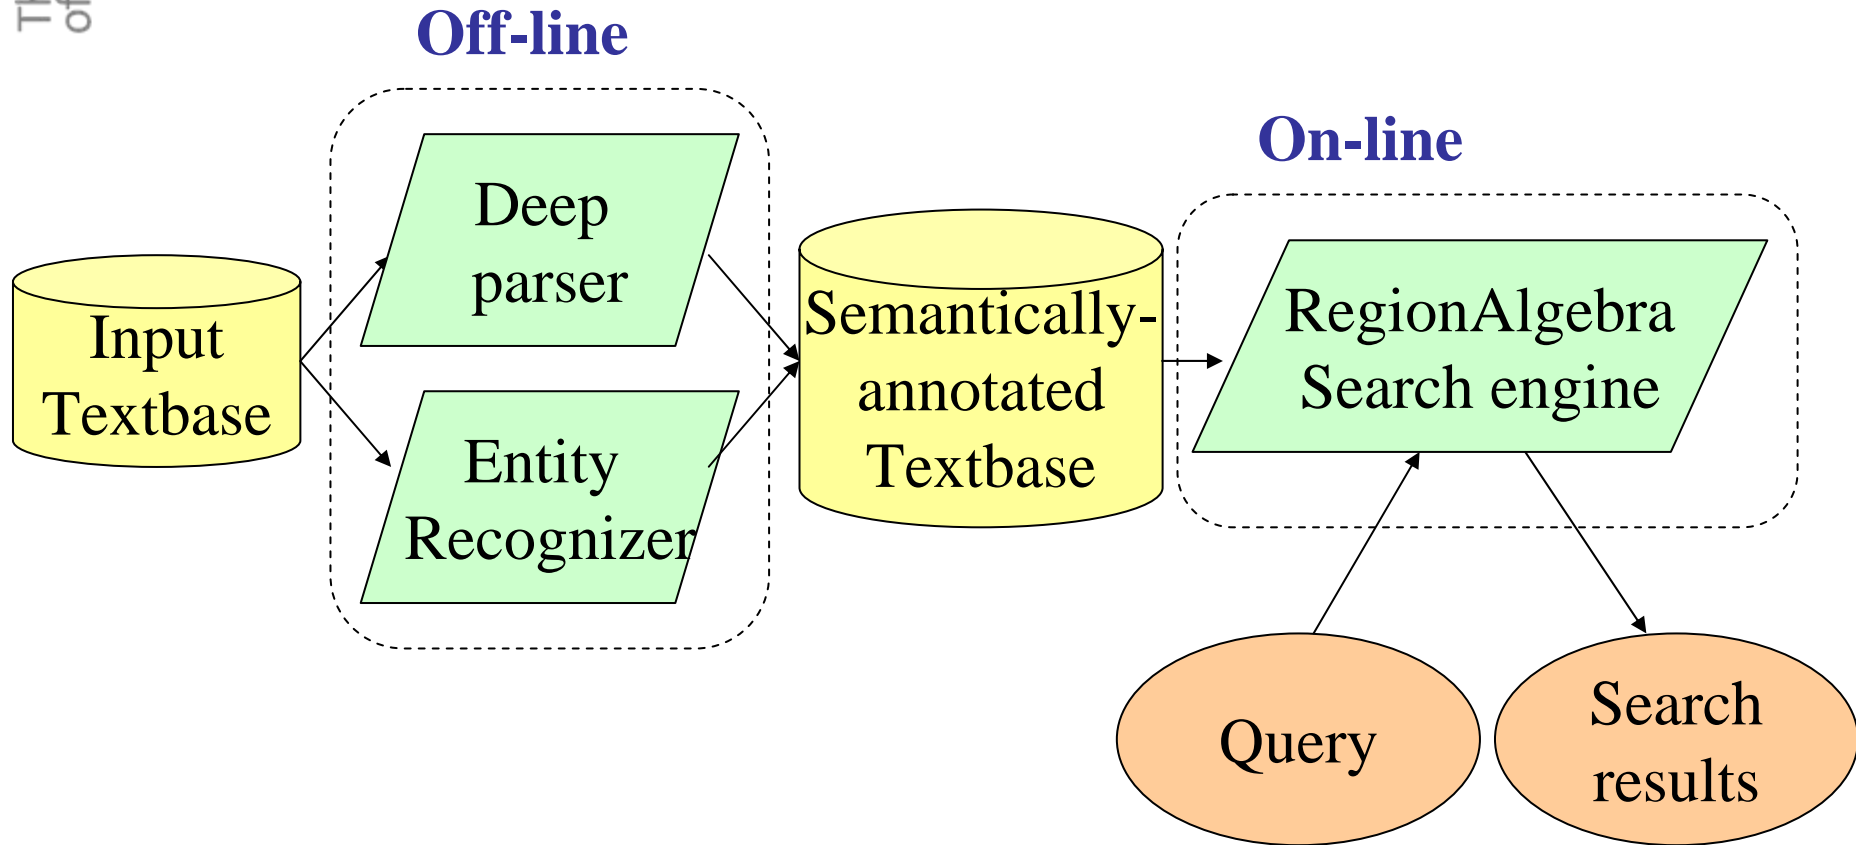 Off-line
On-line
Deep
parser
Input
Textbase
Entity
Recognizer
Semantically-
annotated
Textbase
RegionAlgebra
Search engine
Query
Search
results